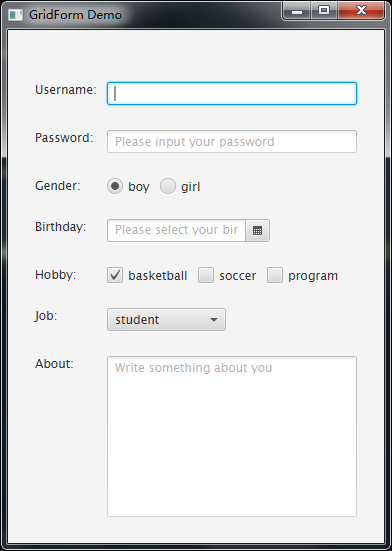 GridForm Demo
Username:
Password: Please input your password
Gender: boy girl
Birthday: Please select your bir
Hobby: basketball soccer program
Job: student
About: Write something about you